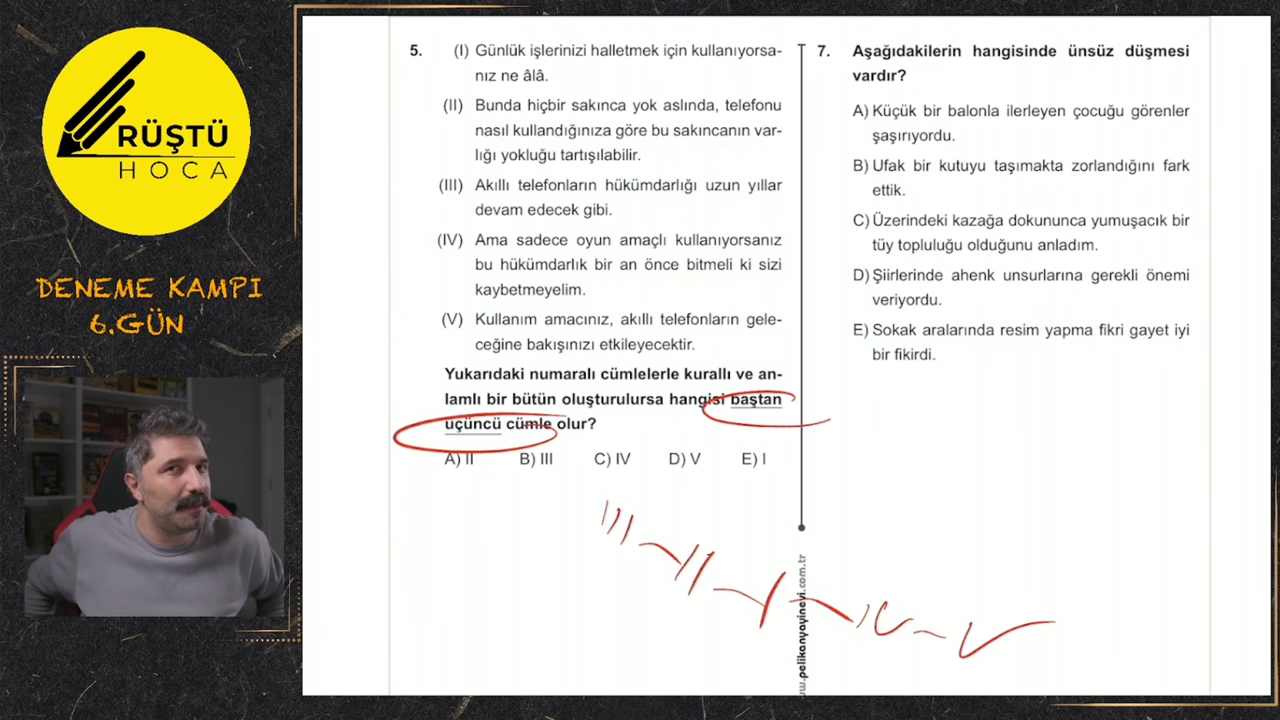 RÜŞTÜ
HOCA
DENEME KAMPI
6.GÜN
5. (I) Günlük işlerinizi halletmek için kullanıyorsa-
nız ne âlâ.
(II) Bunda hiçbir sakınca yok aslında, telefonu
nasıl kullandığınıza göre bu sakıncanın var-
lığı yokluğu tartışılabilir.
(III) Akıllı telefonların hükümdarlığı uzun yıllar
devam edecek gibi.
(IV) Ama sadece oyun amaçlı kullanıyorsanız
bu hükümdarlık bir an önce bitmeli ki sizi
kaybetmeyelim.
(V) Kullanım amacınız, akıllı telefonların gele-
ceğine bakışınızı etkileyecektir.
Yukarıdaki numaralı cümlelerle kurallı ve an-
lamlı bir bütün oluşturulursa hangisi baştan
üçüncü cümle olur?
A) II B) III C) IV D) V E) I
III - II - I - IV - V
7. Aşağıdakilerin hangisinde ünsüz düşmesi
vardır?
A) Küçük bir balonla ilerleyen çocuğu görenler
şaşırıyordu.
B) Ufak bir kutuyu taşımakta zorlandığını fark
ettik.
C) Üzerindeki kazağa dokununca yumuşacık bir
tüy topluluğu olduğunu anladım.
D) Şiirlerinde ahenk unsurlarına gerekli önemi
veriyordu.
E) Sokak aralarında resim yapma fikri gayet iyi
bir fikirdi.
w.pelikanyayinevi.com.tr